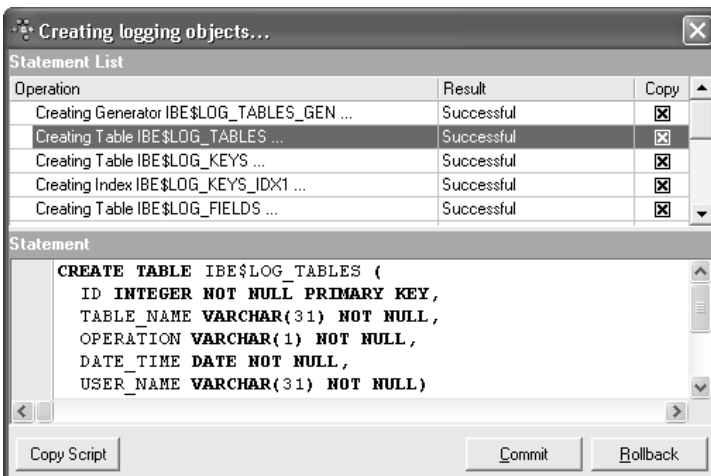 Creating logging objects...
Statement List
Operation Result Copy
Creating Generator IBE$LOG_TABLES_GEN ... Successful
Creating Table IBE$LOG_TABLES ... Successful
Creating Table IBE$LOG_KEYS ... Successful
Creating Index IBE$LOG_KEYS_IDX1 ... Successful
Creating Table IBE$LOG_FIELDS ... Successful
Statement
CREATE TABLE IBE$LOG_TABLES (
ID INTEGER NOT NULL PRIMARY KEY,
TABLE_NAME VARCHAR(31) NOT NULL,
OPERATION VARCHAR(1) NOT NULL,
DATE_TIME DATE NOT NULL,
USER_NAME VARCHAR(31) NOT NULL)
Copy Script Commit Rollback